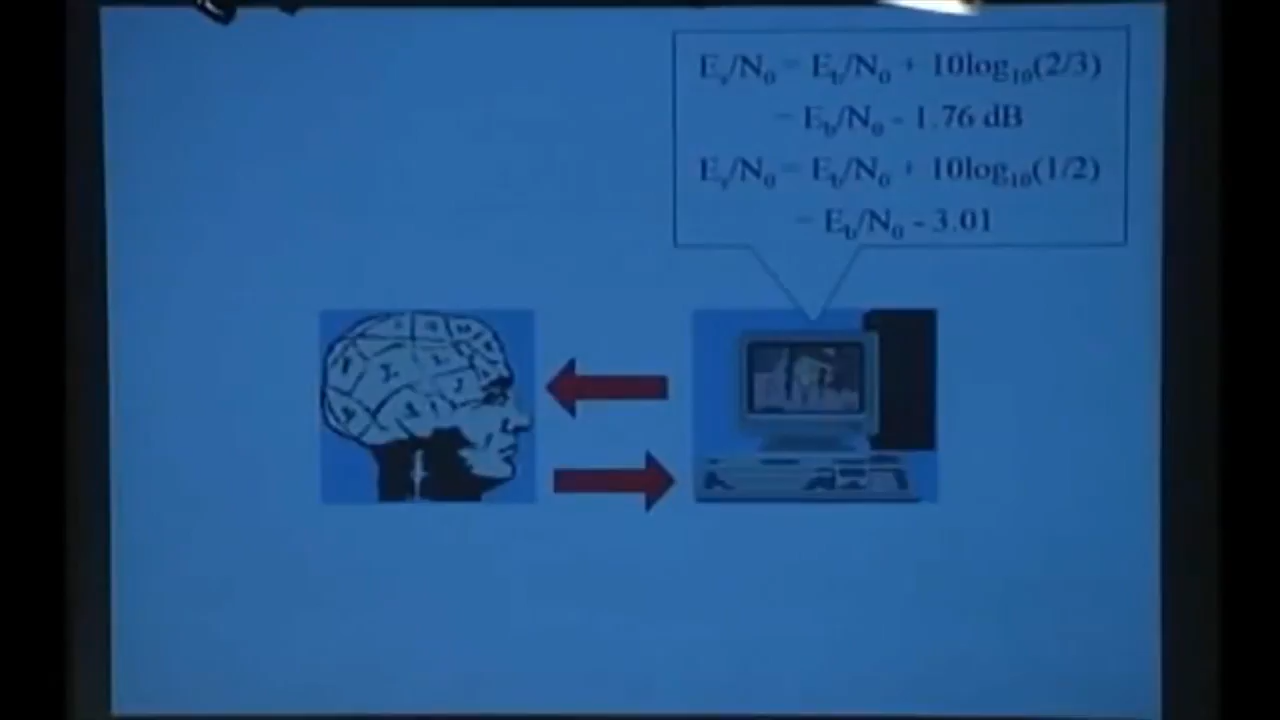 Es/N0 = Eb/N0 + 10log10(2/3)
= Eb/N0 - 1.76 dB
Es/N0 = Eb/N0 + 10log10(1/2)
= Eb/N0 - 3.01